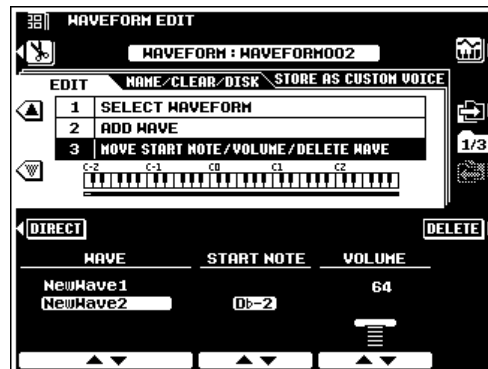 WAVEFORM EDIT
WAVEFORM : WAVEFORM002
EDIT NAME/CLEAR/DISK STORE AS CUSTOM VOICE
1 SELECT WAVEFORM
2 ADD WAVE
3 MOVE START NOTE/VOLUME/DELETE WAVE
1/3
C-2 C-1 C0 C1 C2
DIRECT DELETE
WAVE START NOTE VOLUME
NewWave1 64
NewWave2 D♭-2